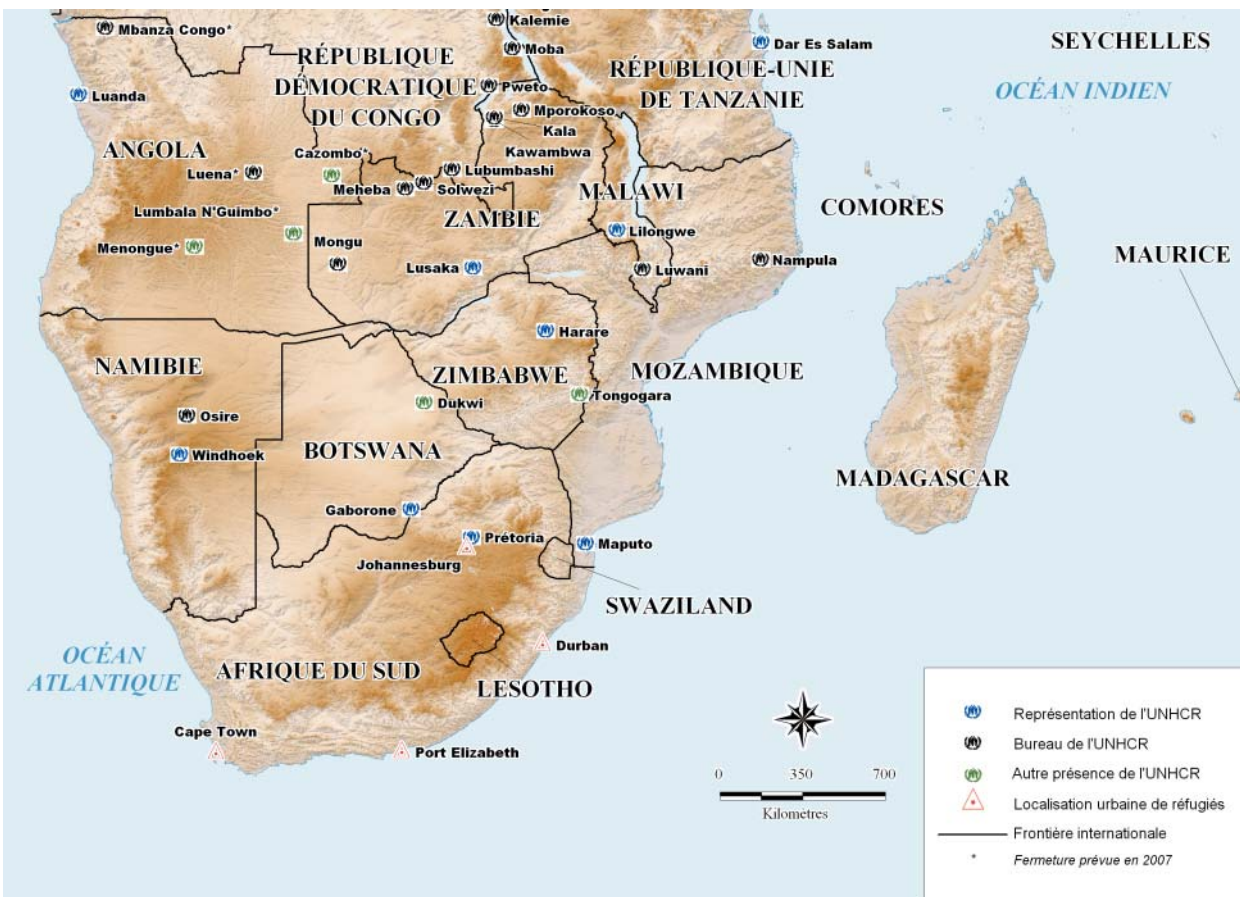 Kalemie
Mbanza Congo*
Moba
Dar Es Salam
SEYCHELLES
RÉPUBLIQUE
DÉMOCRATIQUE
DU CONGO
RÉPUBLIQUE-UNIE
DE TANZANIE
OCÉAN INDIEN
Luanda
Pweto
Mporokoso
Kala
Kawambwa
ANGOLA
Cazombo*
Luena*
Lubumbashi
Meheba
Solwezi
MALAWI
COMORES
Lumbala N'Guimbo*
ZAMBIE
Lilongwe
Menongue*
Mongu
Lusaka
Luwani
Nampula
MAURICE
Harare
NAMIBIE
ZIMBABWE
MOZAMBIQUE
Dukwi
Tongogara
Osire
Windhoek
BOTSWANA
MADAGASCAR
Gaborone
Prétoria
Maputo
Johannesburg
SWAZILAND
OCÉAN
ATLANTIQUE
Durban
AFRIQUE DU SUD
LESOTHO
Cape Town
Port Elizabeth
0 350 700
Kilomètres
Représentation de l'UNHCR
Bureau de l'UNHCR
Autre présence de l'UNHCR
Localisation urbaine de réfugiés
Frontière internationale
* Fermeture prévue en 2007